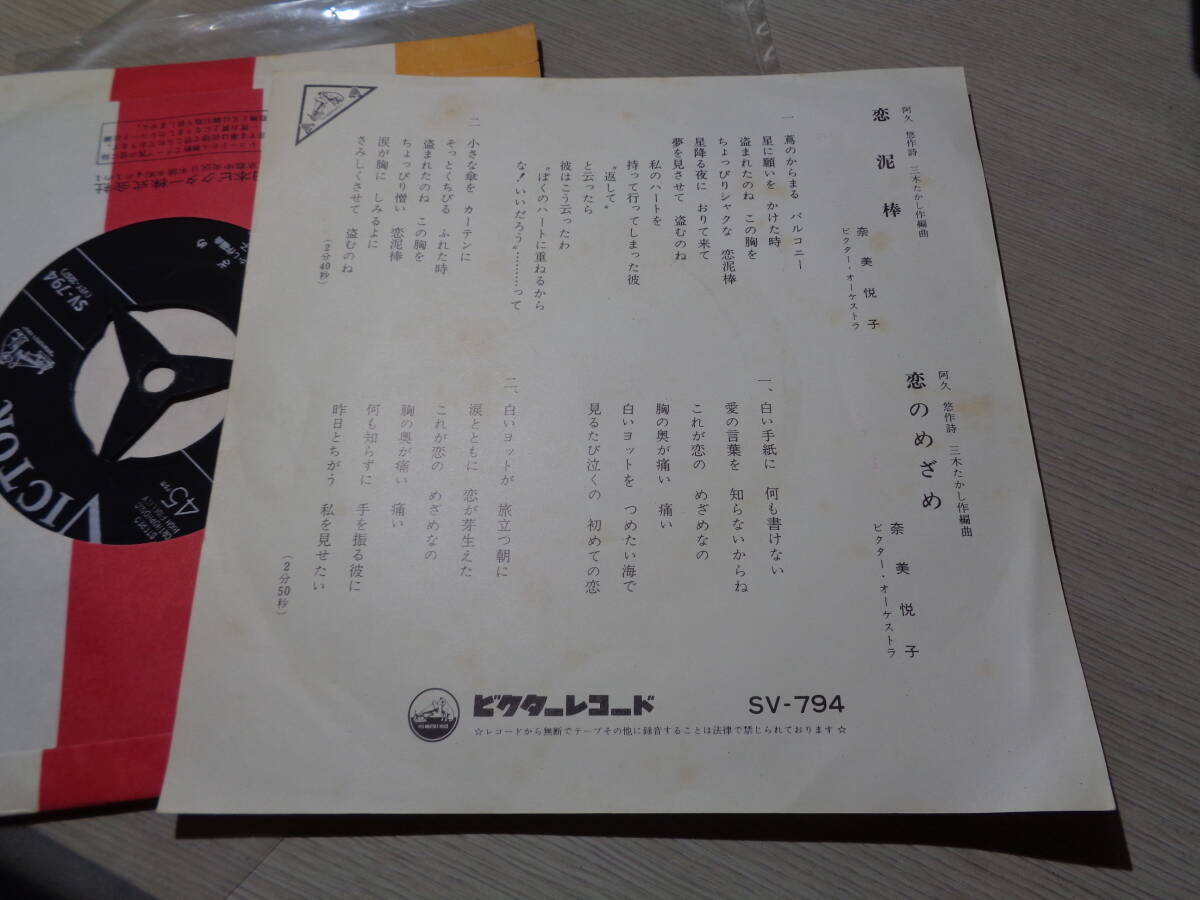 恋泥棒
阿久 悠作詩 三木たかし作編曲
奈美悦子
ビクター・オーケストラ
一 蔦のからまる バルコニー
星に願いを かけた時
盗まれたのね この胸を
ちょっぴりシャクな 恋泥棒
星降る夜に おりて来て
夢を見させて 盗むのね
私のハートを
持って行ってしまった彼
“返して”
と云ったら
彼はこう云ったわ
“ぼくのハートに重ねるから
な!いいだろう”………って
二 小さな傘を カーテンに
そっとくちびる ふれた時
盗まれたのね この胸を
ちょっぴり憎い 恋泥棒
涙が胸に しみるよに
さみしくさせて 盗むのね
(2分40秒)
恋のめざめ
阿久 悠作詩 三木たかし作編曲
奈美悦子
ビクター・オーケストラ
一、白い手紙に 何も書けない
愛の言葉を 知らないからね
これが恋の めざめなの
胸の奥が痛い 痛い
白いヨットを つめたい海で
見るたび泣くの 初めての恋
二、白いヨットが 旅立つ朝に
涙とともに 恋が芽生えた
これが恋の めざめなの
胸の奥が痛い 痛い
何も知らずに 手を振る彼に
昨日とちがう 私を見せたい
(2分50秒)
ビクターレコード SV-794
☆レコードから無断でテープその他に録音することは法律で禁じられております☆
SV-794
VICTOR
45